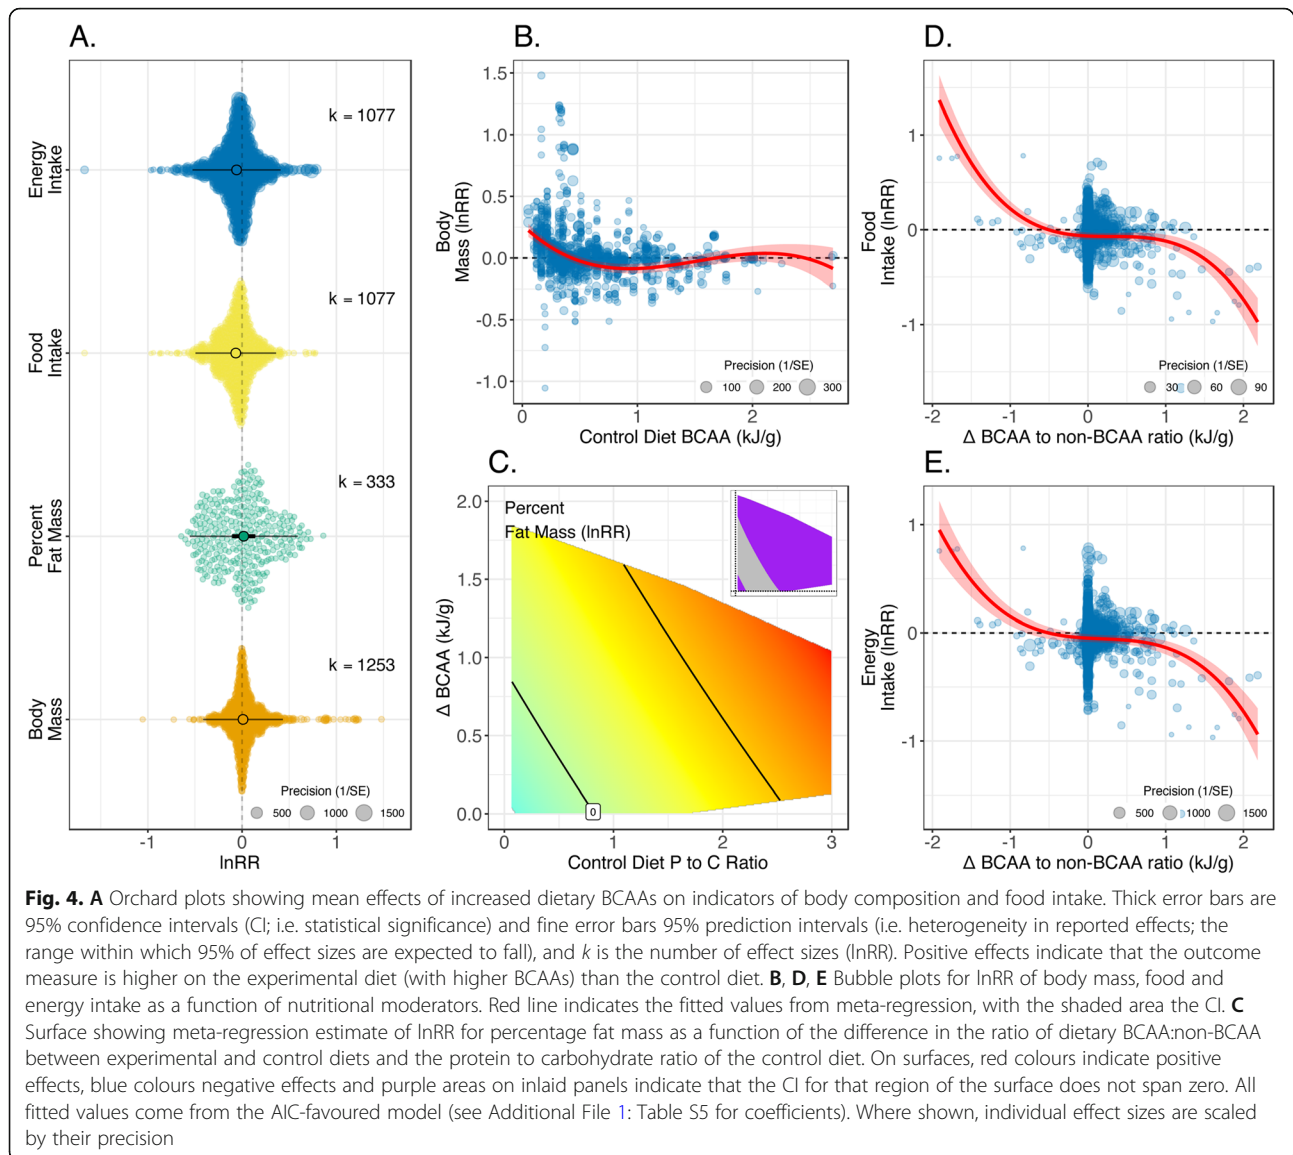 A.
Energy
Intake
k = 1077
Food
Intake
k = 1077
Percent
Fat Mass
k = 333
Body
Mass
k = 1253
Precision (1/SE)
500 1000 1500
-1 0 1
lnRR
B.
Body
Mass (lnRR)
1.5
1.0
0.5
0.0
-0.5
-1.0
Precision (1/SE)
100 200 300
0 1 2
Control Diet BCAA (kJ/g)
D.
Food
Intake (lnRR)
1
0
-1
Precision (1/SE)
30 60 90
-2 -1 0 1 2
Δ BCAA to non-BCAA ratio (kJ/g)
C.
Δ BCAA (kJ/g)
2.0
1.5
1.0
0.5
0.0
Percent
Fat Mass (lnRR)
0
0 1 2 3
Control Diet P to C Ratio
E.
Energy
Intake (lnRR)
1
0
-1
Precision (1/SE)
500 1000 1500
-2 -1 0 1 2
Δ BCAA to non-BCAA ratio (kJ/g)
Fig. 4. A Orchard plots showing mean effects of increased dietary BCAAs on indicators of body composition and food intake. Thick error bars are
95% confidence intervals (CI; i.e. statistical significance) and fine error bars 95% prediction intervals (i.e. heterogeneity in reported effects; the
range within which 95% of effect sizes are expected to fall), and k is the number of effect sizes (lnRR). Positive effects indicate that the outcome
measure is higher on the experimental diet (with higher BCAAs) than the control diet. B, D, E Bubble plots for lnRR of body mass, food and
energy intake as a function of nutritional moderators. Red line indicates the fitted values from meta-regression, with the shaded area the CI. C
Surface showing meta-regression estimate of lnRR for percentage fat mass as a function of the difference in the ratio of dietary BCAA:non-BCAA
between experimental and control diets and the protein to carbohydrate ratio of the control diet. On surfaces, red colours indicate positive
effects, blue colours negative effects and purple areas on inlaid panels indicate that the CI for that region of the surface does not span zero. All
fitted values come from the AIC-favoured model (see Additional File 1: Table S5 for coefficients). Where shown, individual effect sizes are scaled
by their precision